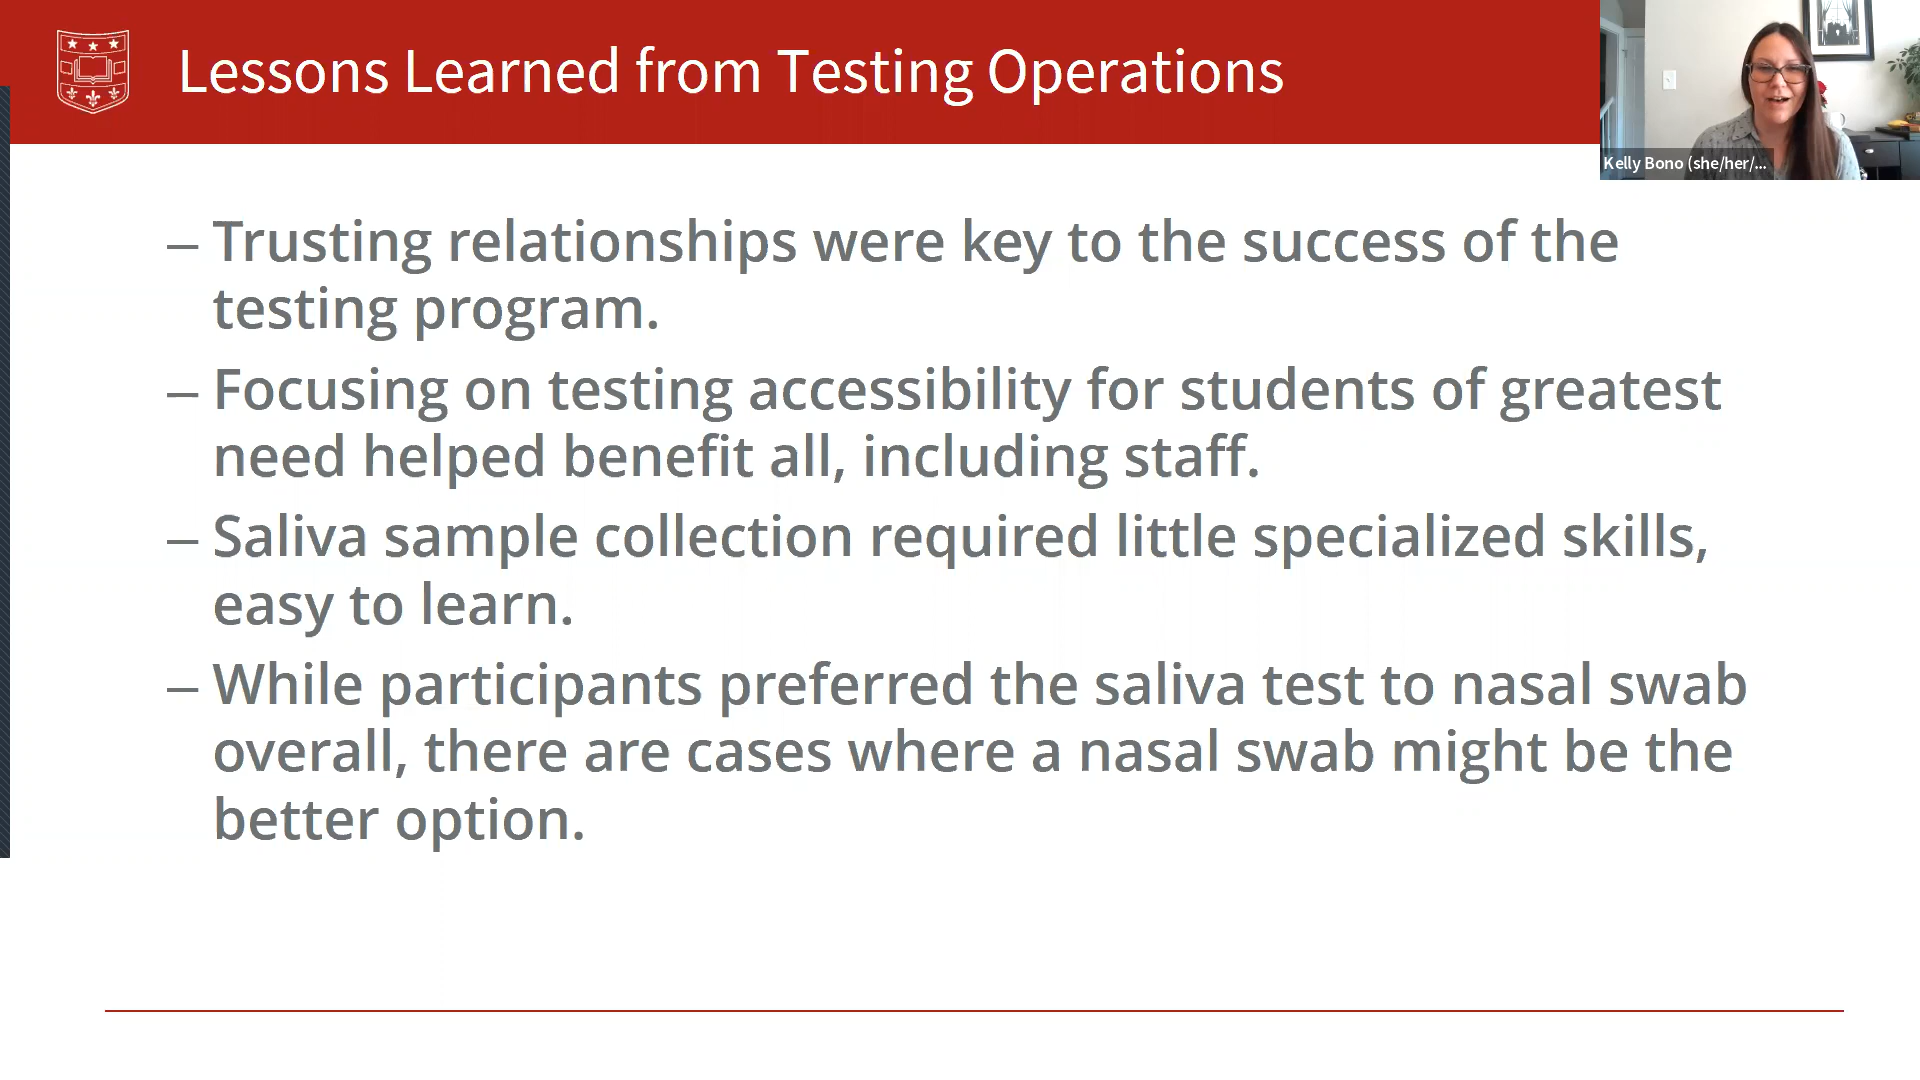 Lessons Learned from Testing Operations
Kelly Bono (she/her/...
– Trusting relationships were key to the success of the
testing program.
– Focusing on testing accessibility for students of greatest
need helped benefit all, including staff.
– Saliva sample collection required little specialized skills,
easy to learn.
– While participants preferred the saliva test to nasal swab
overall, there are cases where a nasal swab might be the
better option.